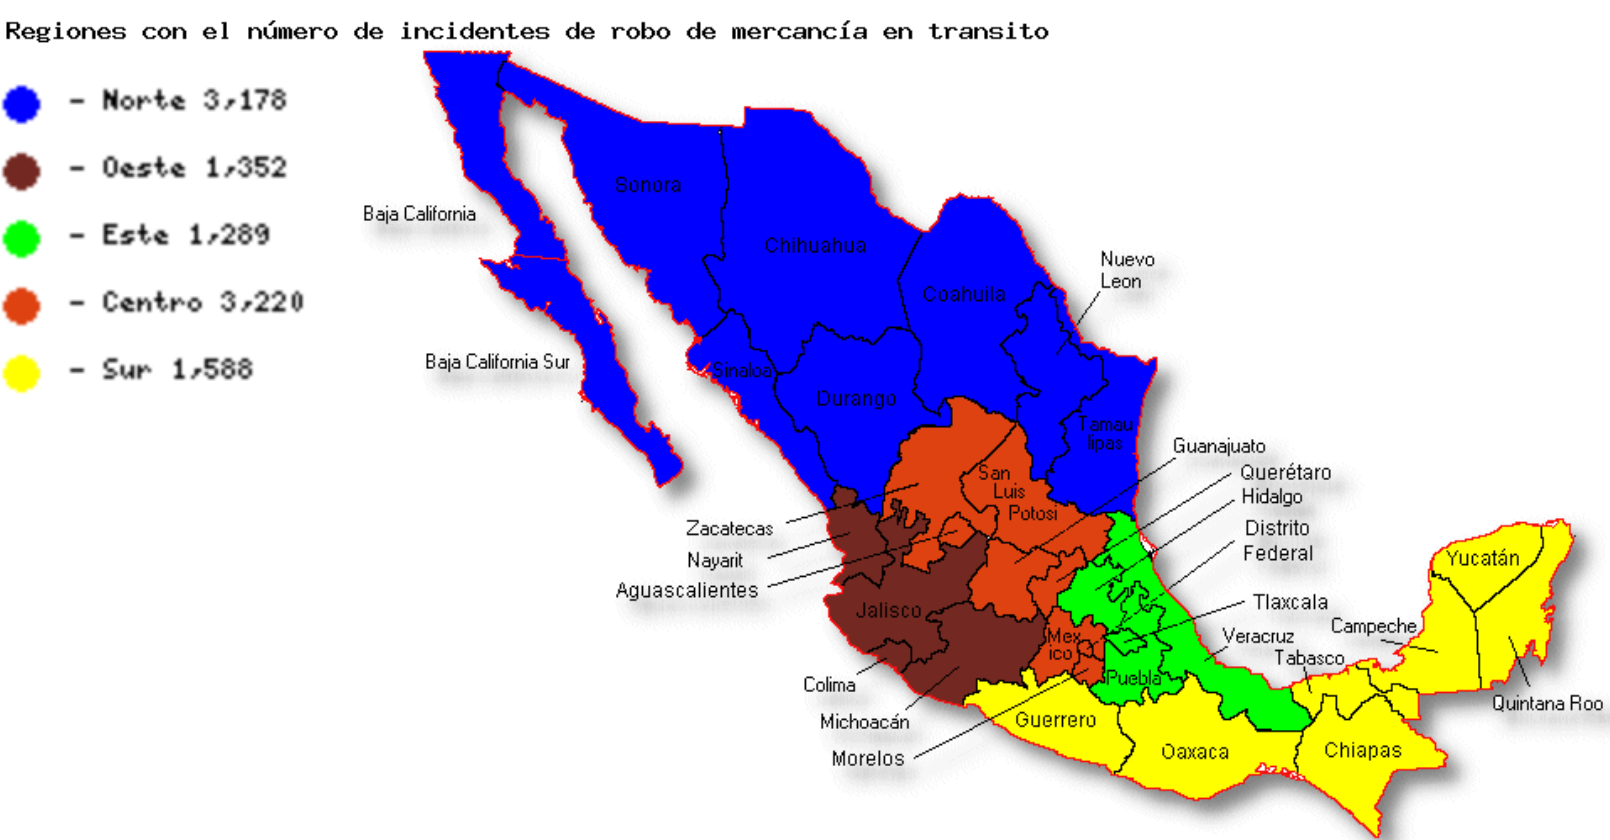 Regiones con el número de incidentes de robo de mercancía en transito
- Norte 3,178
- Oeste 1,352
- Este 1,289
- Centro 3,220
- Sur 1,588
Sonora
Baja California
Chihuahua
Nuevo
Leon
Coahuila
Baja California Sur
Sinaloa
Durango
Tamau
lipas
Guanajuato
San
Luis
Potosi
Querétaro
Hidalgo
Zacatecas
Distrito
Federal
Nayarit
Yucatán
Aguascalientes
Jalisco
Tlaxcala
Campeche
Mex
ico
Veracruz
Tabasco
Colima
Puebla
Quintana Roo
Michoacán
Guerrero
Morelos
Oaxaca
Chiapas